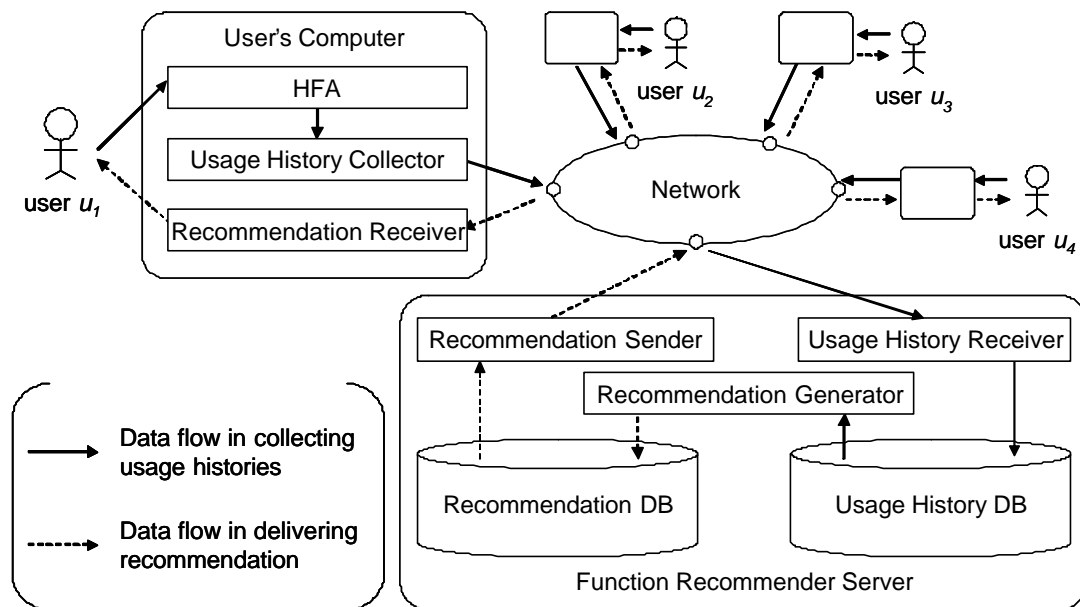 User's Computer
HFA
Usage History Collector
Recommendation Receiver
user u1
user u2
user u3
user u4
Network
Recommendation Sender
Usage History Receiver
Recommendation Generator
Recommendation DB
Usage History DB
Function Recommender Server
Data flow in collecting
usage histories
Data flow in delivering
recommendation